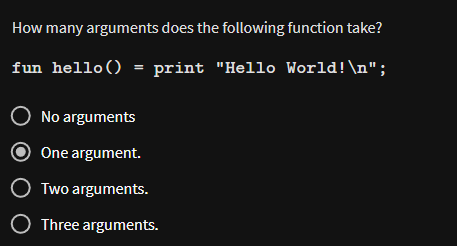 How many arguments does the following function take?
fun hello() = print "Hello World!\n";
No arguments
One argument.
Two arguments.
Three arguments.